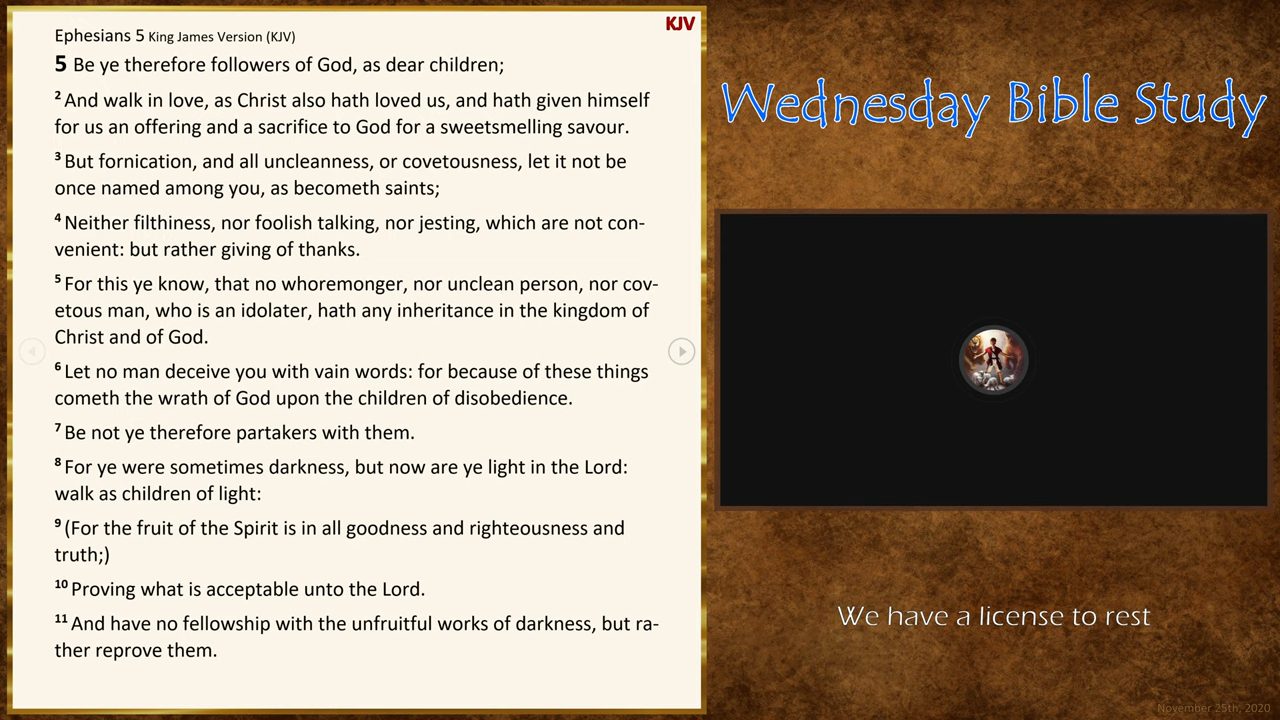 KJV
Ephesians 5 King James Version (KJV)
5 Be ye therefore followers of God, as dear children;
2 And walk in love, as Christ also hath loved us, and hath given himself
for us an offering and a sacrifice to God for a sweetsmelling savour.
3 But fornication, and all uncleanness, or covetousness, let it not be
once named among you, as becometh saints;
4 Neither filthiness, nor foolish talking, nor jesting, which are not con-
venient: but rather giving of thanks.
5 For this ye know, that no whoremonger, nor unclean person, nor cov-
etous man, who is an idolater, hath any inheritance in the kingdom of
Christ and of God.
6 Let no man deceive you with vain words: for because of these things
cometh the wrath of God upon the children of disobedience.
7 Be not ye therefore partakers with them.
8 For ye were sometimes darkness, but now are ye light in the Lord:
walk as children of light:
9 (For the fruit of the Spirit is in all goodness and righteousness and
truth;)
10 Proving what is acceptable unto the Lord.
11 And have no fellowship with the unfruitful works of darkness, but ra-
ther reprove them.
Wednesday Bible Study
We have a license to rest
November 25th, 2020